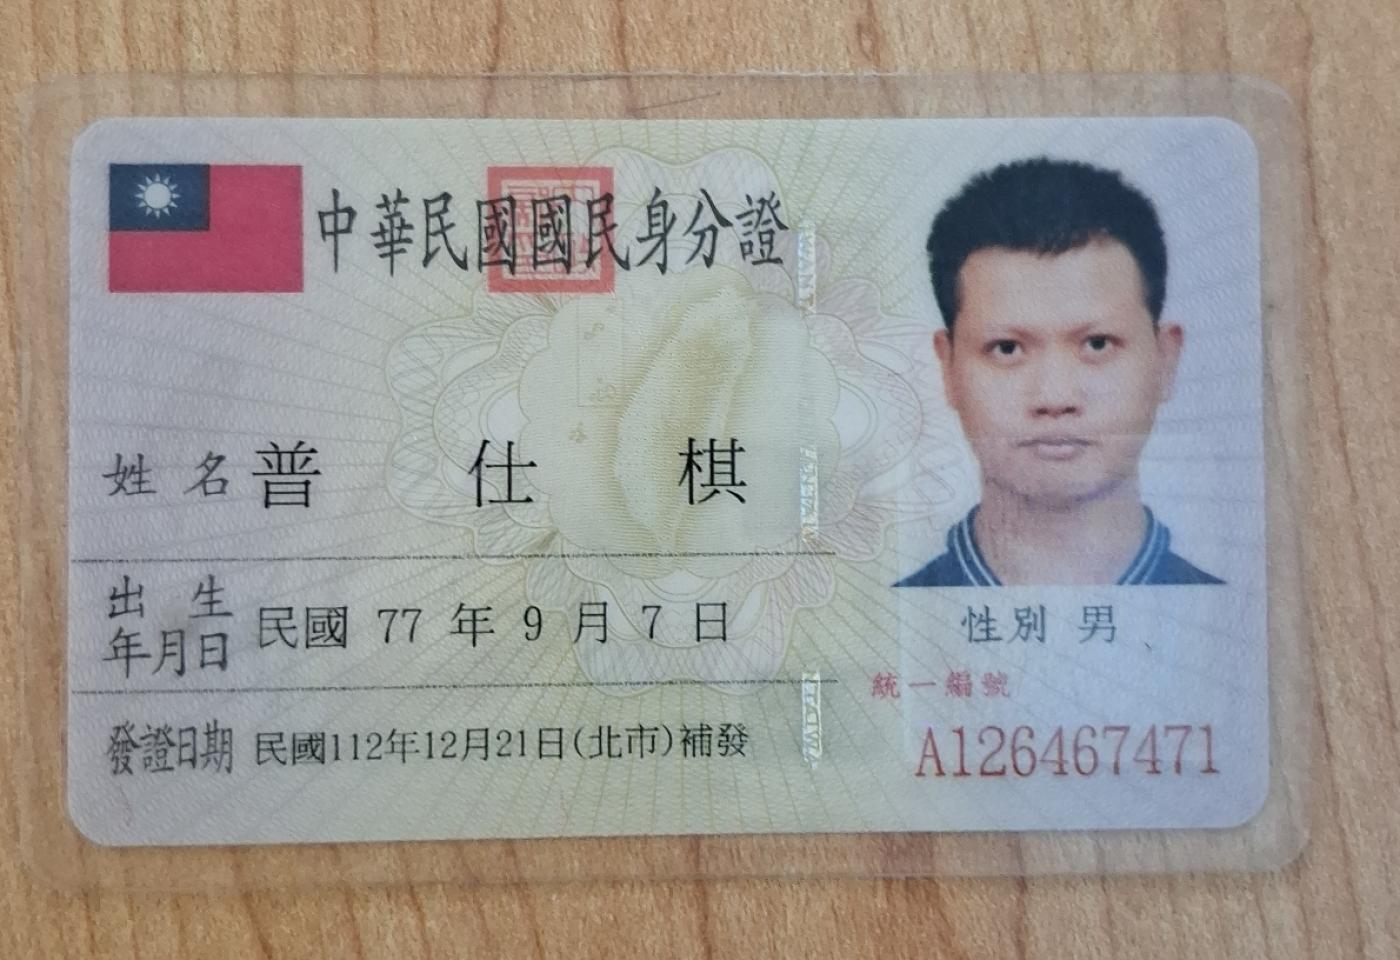 中華民國國民身分證
姓名 普仕棋
出生年月日 民國 77 年 9 月 7 日
發證日期 民國112年12月21日(北市)補發
性別 男
統一編號
A126467471